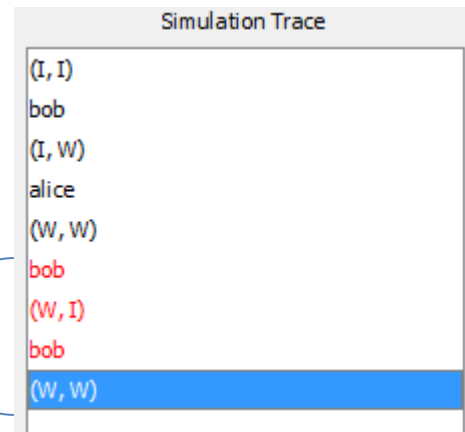 Simulation Trace
(I, I)
bob
(I, W)
alice
(W, W)
bob
(W, I)
bob
(W, W)